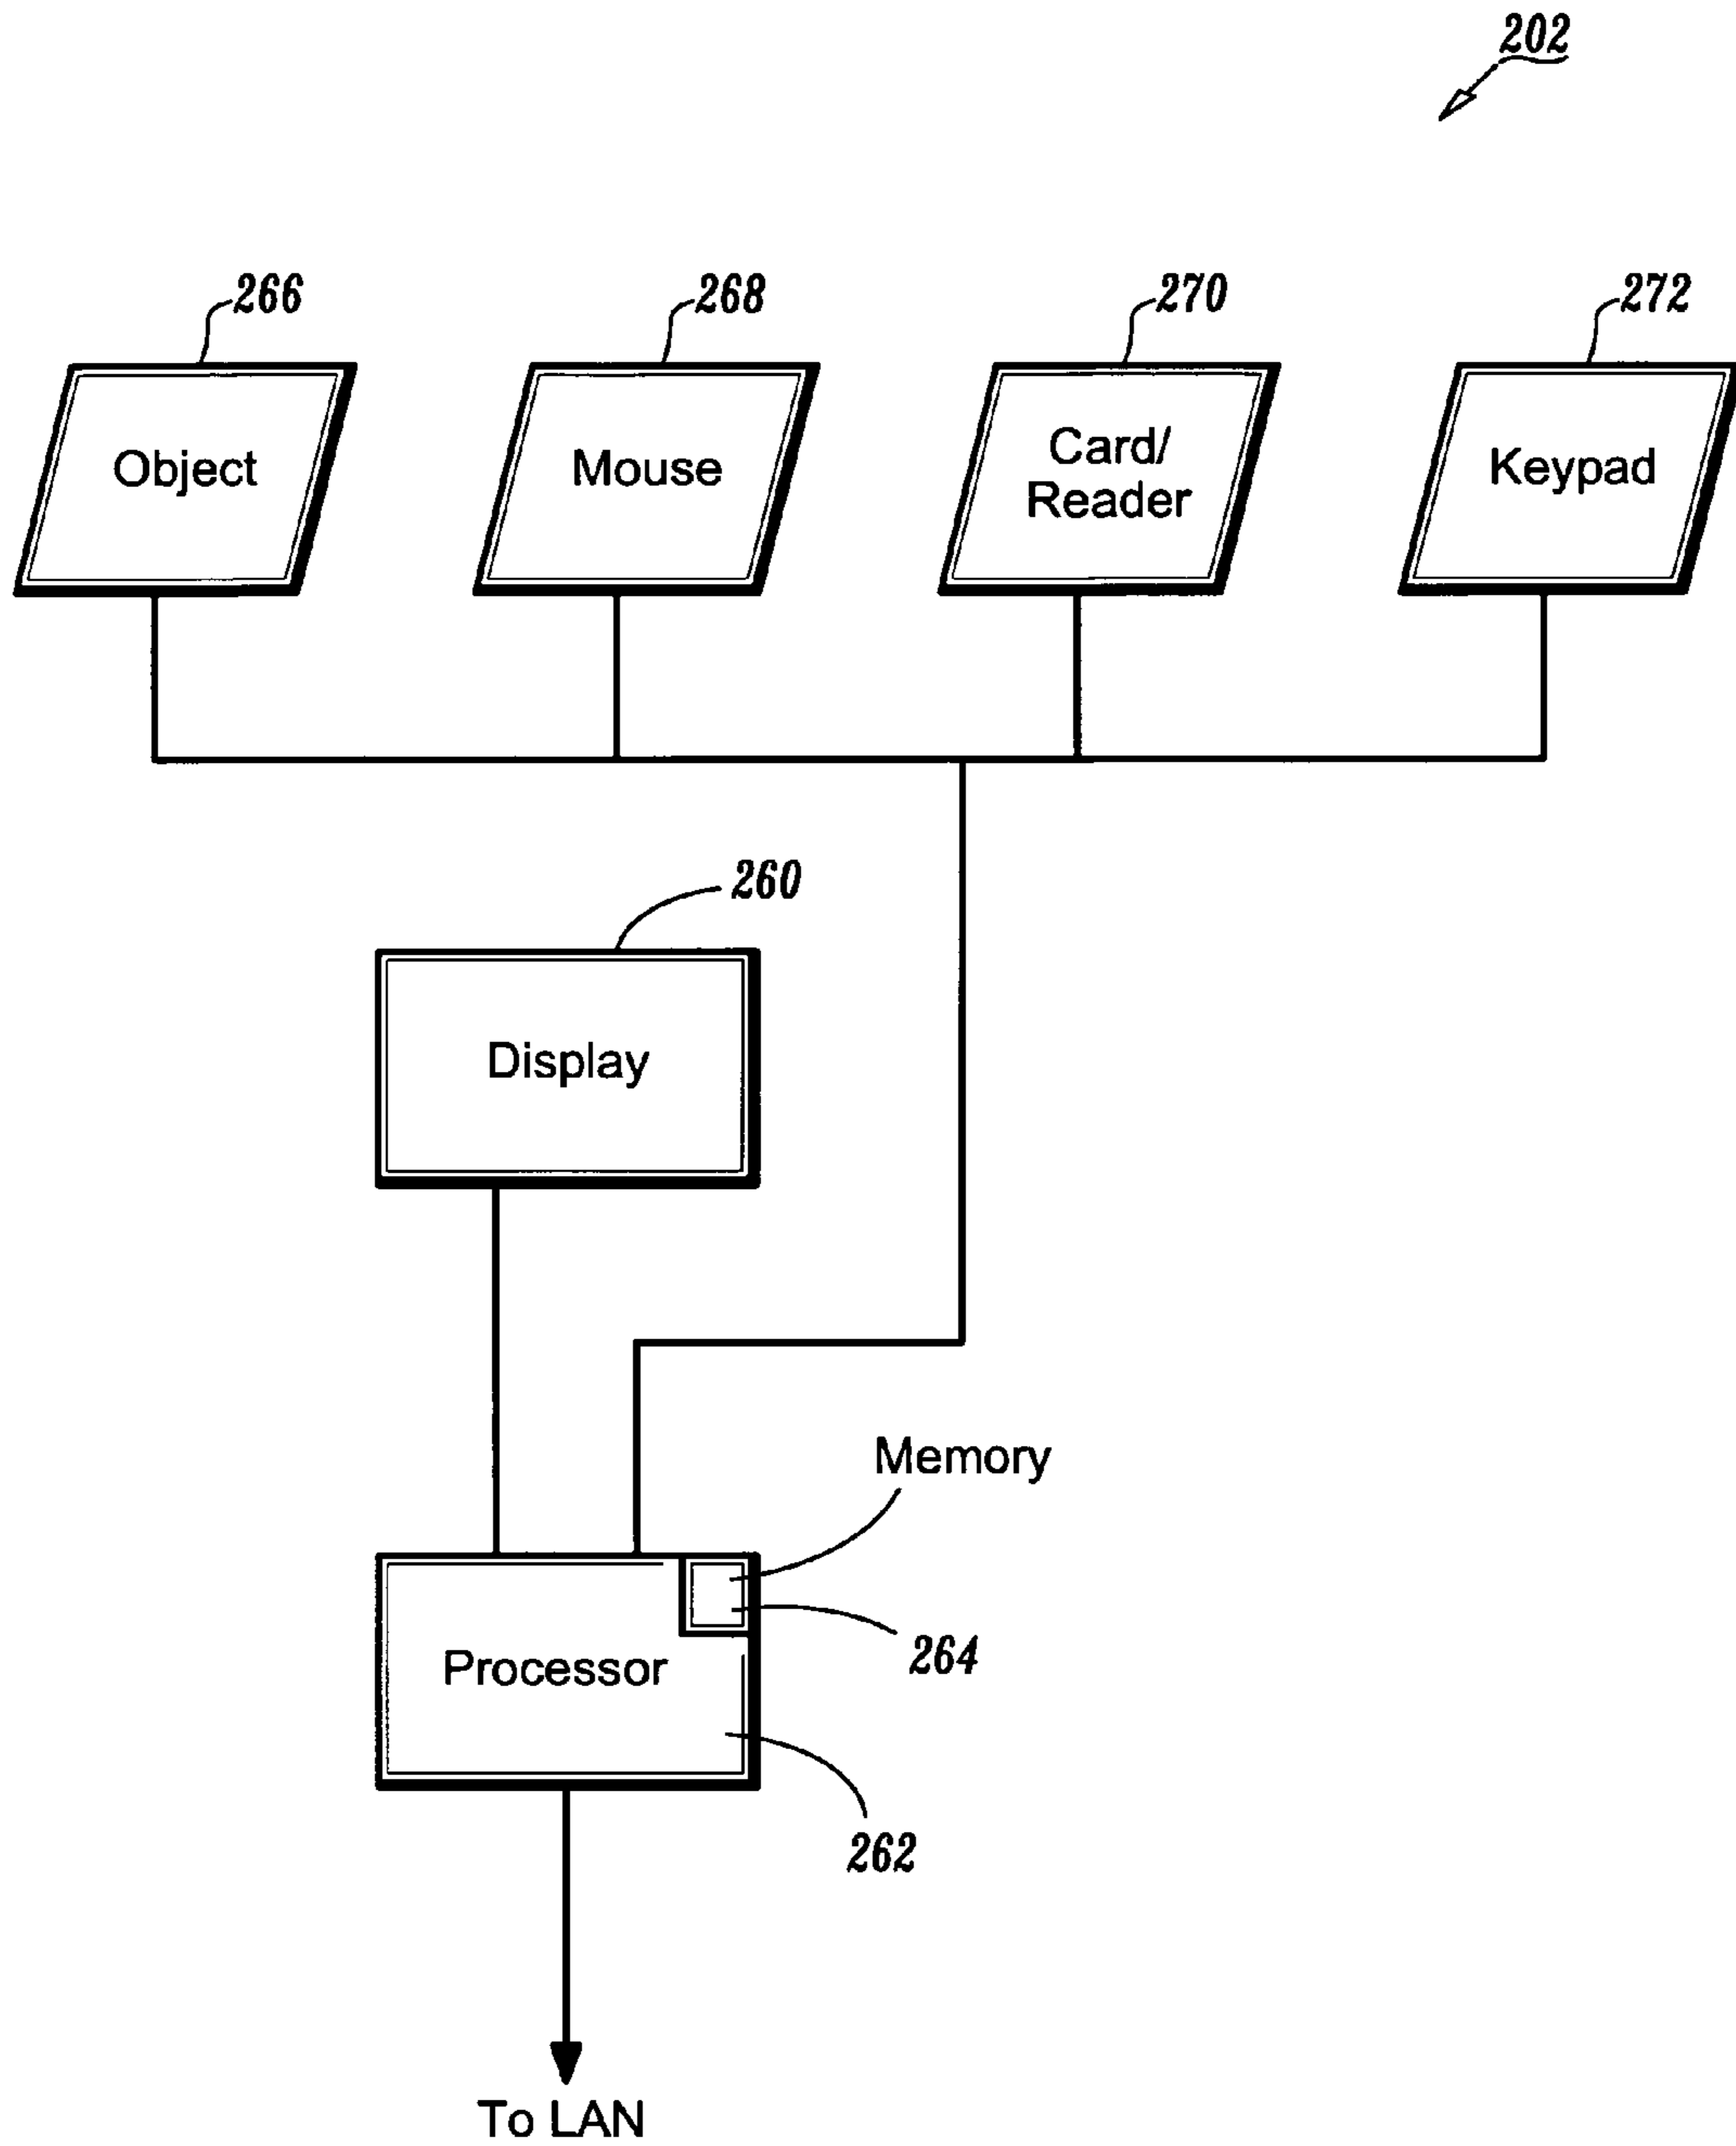 202
266
268
270
272
Object
Mouse
Card/
Reader
Keypad
260
Display
Memory
264
Processor
262
To LAN